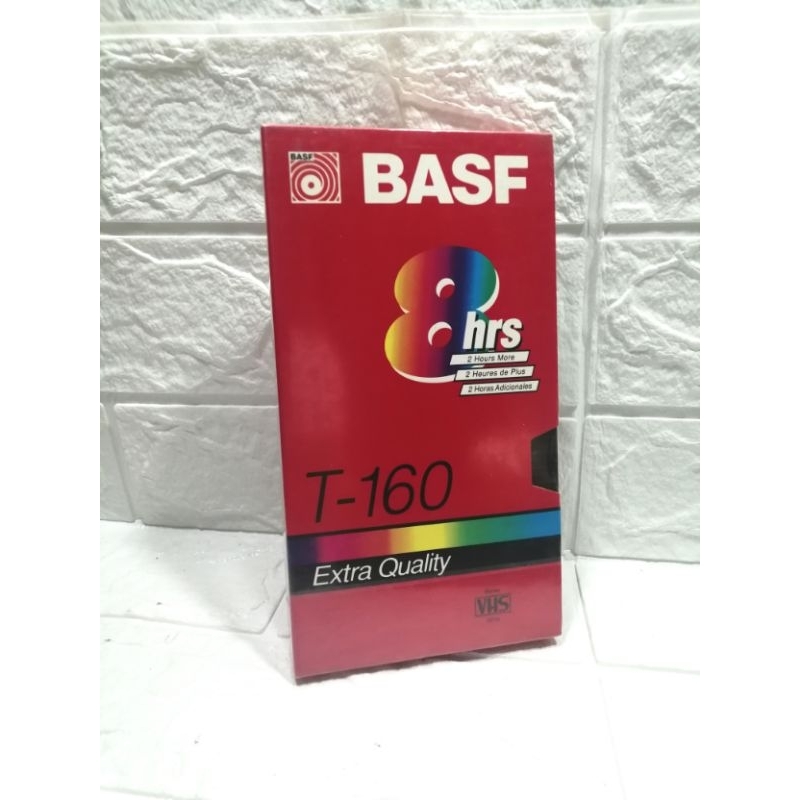 BASF
BASF
8hrs
2 Hours More
2 Heures de Plus
2 Horas Adicionales
T-160
Extra Quality
VHS